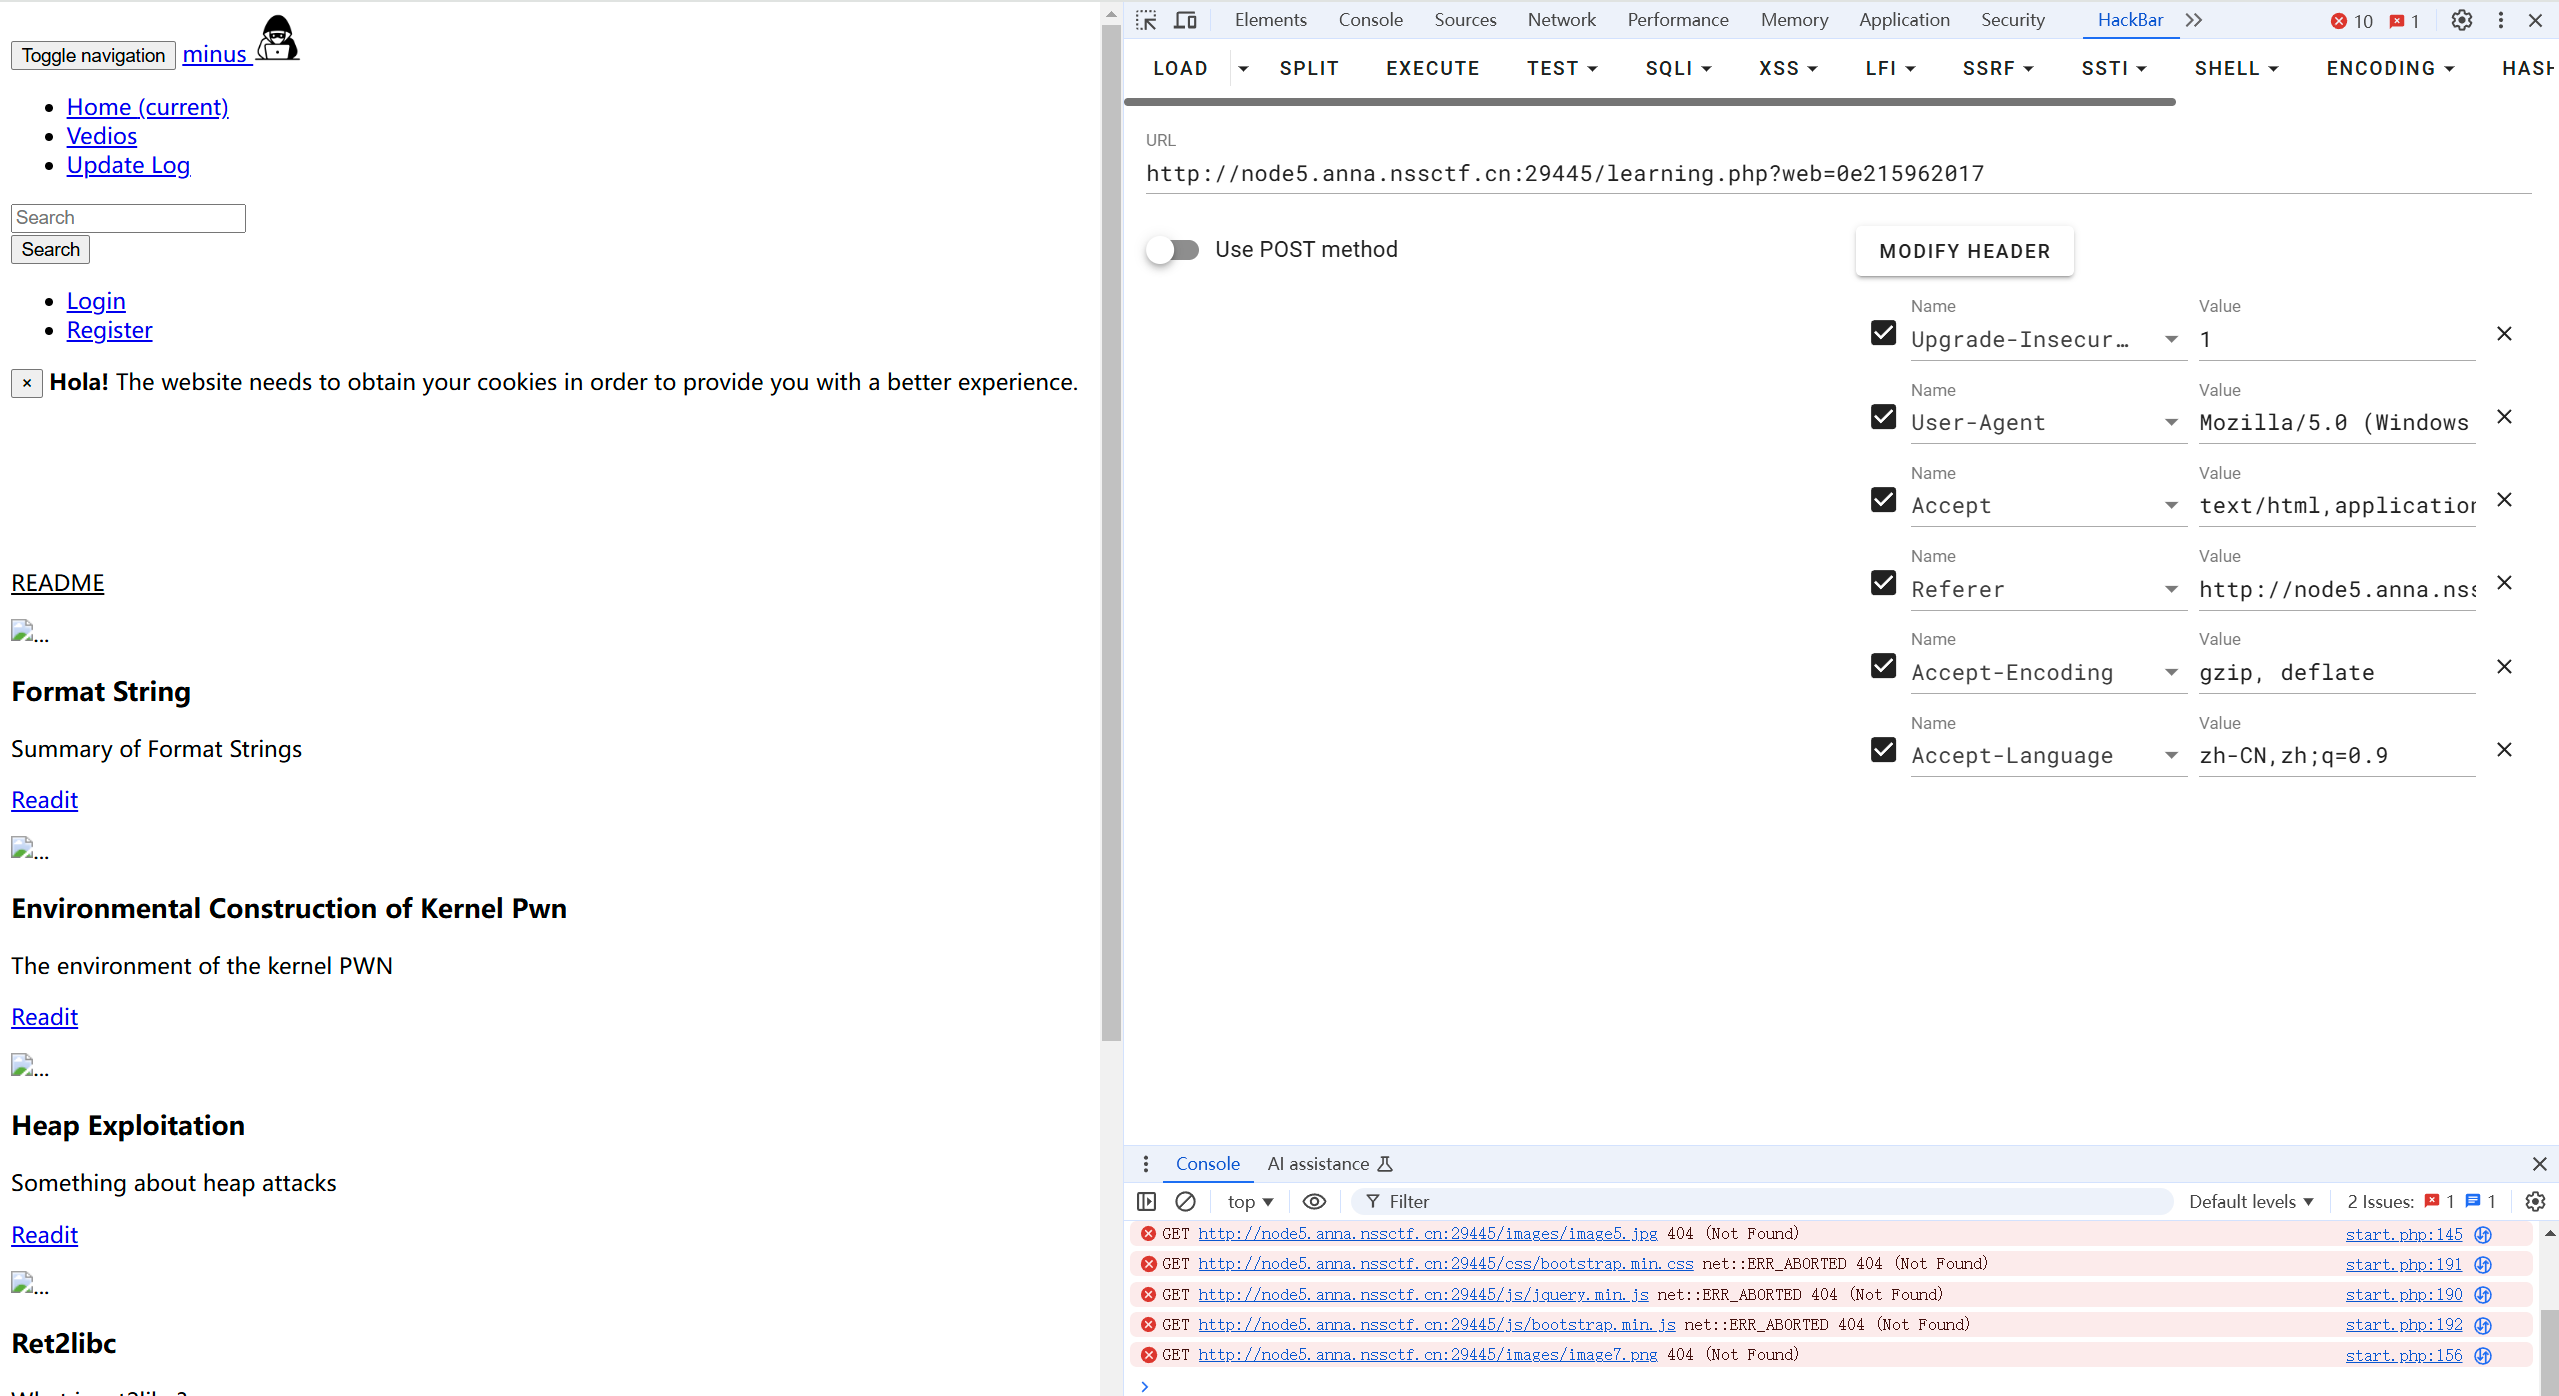 Toggle navigation minus
Home (current)
Vedios
Update Log
Search
Search
Login
Register
× Hola! The website needs to obtain your cookies in order to provide you with a better experience.
README
...
Format String
Summary of Format Strings
Readit
...
Environmental Construction of Kernel Pwn
The environment of the kernel PWN
Readit
...
Heap Exploitation
Something about heap attacks
Readit
...
Ret2libc
Elements Console Sources Network Performance Memory Application Security HackBar 10 1
LOAD SPLIT EXECUTE TEST SQLI XSS LFI SSRF SSTI SHELL ENCODING HASH
URL
http://node5.anna.nssctf.cn:29445/learning.php?web=0e215962017
Use POST method
MODIFY HEADER
Name Value
Upgrade-Insecur… 1
Name Value
User-Agent Mozilla/5.0 (Windows
Name Value
Accept text/html,application
Name Value
Referer http://node5.anna.nss
Name Value
Accept-Encoding gzip, deflate
Name Value
Accept-Language zh-CN,zh;q=0.9
Console AI assistance
top Filter Default levels 2 Issues: 1 1
GET http://node5.anna.nssctf.cn:29445/images/image5.jpg 404 (Not Found) start.php:145
GET http://node5.anna.nssctf.cn:29445/css/bootstrap.min.css net::ERR_ABORTED 404 (Not Found) start.php:191
GET http://node5.anna.nssctf.cn:29445/js/jquery.min.js net::ERR_ABORTED 404 (Not Found) start.php:190
GET http://node5.anna.nssctf.cn:29445/js/bootstrap.min.js net::ERR_ABORTED 404 (Not Found) start.php:192
GET http://node5.anna.nssctf.cn:29445/images/image7.png 404 (Not Found) start.php:156